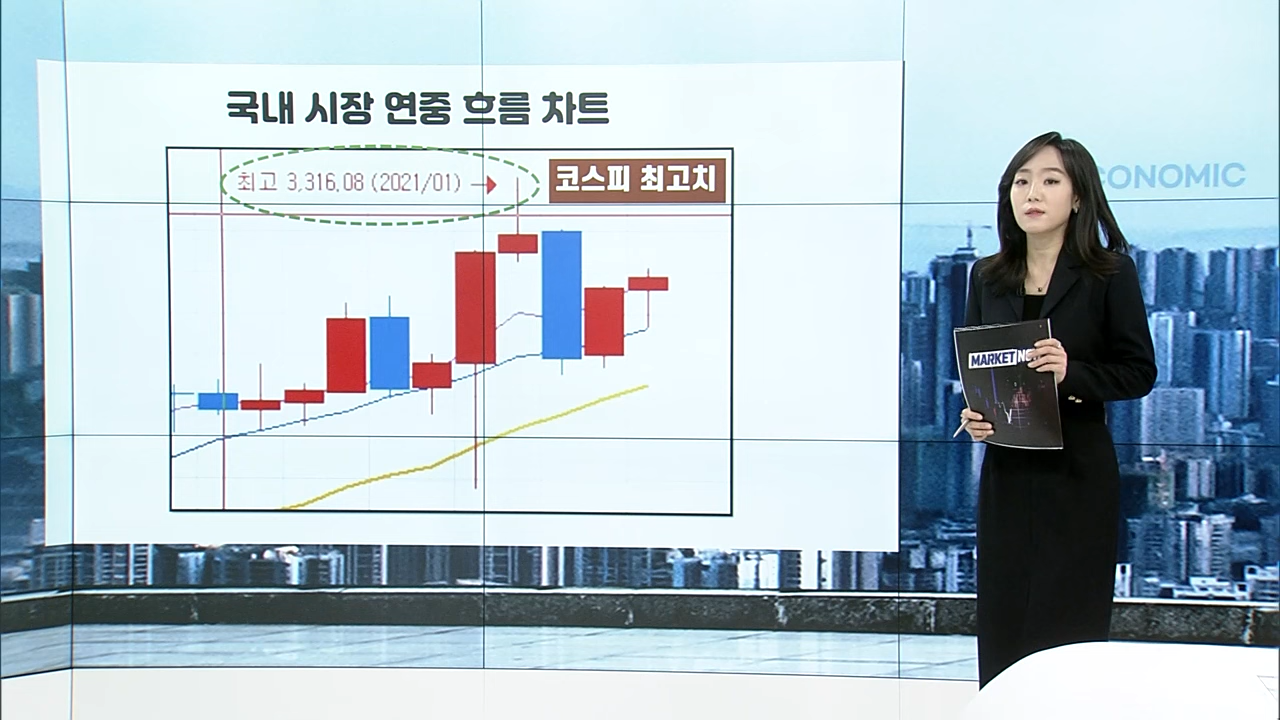 국내 시장 연중 흐름 차트
최고 3,316.08 (2021/01) →
코스피 최고치
CONOMIC
MARKET